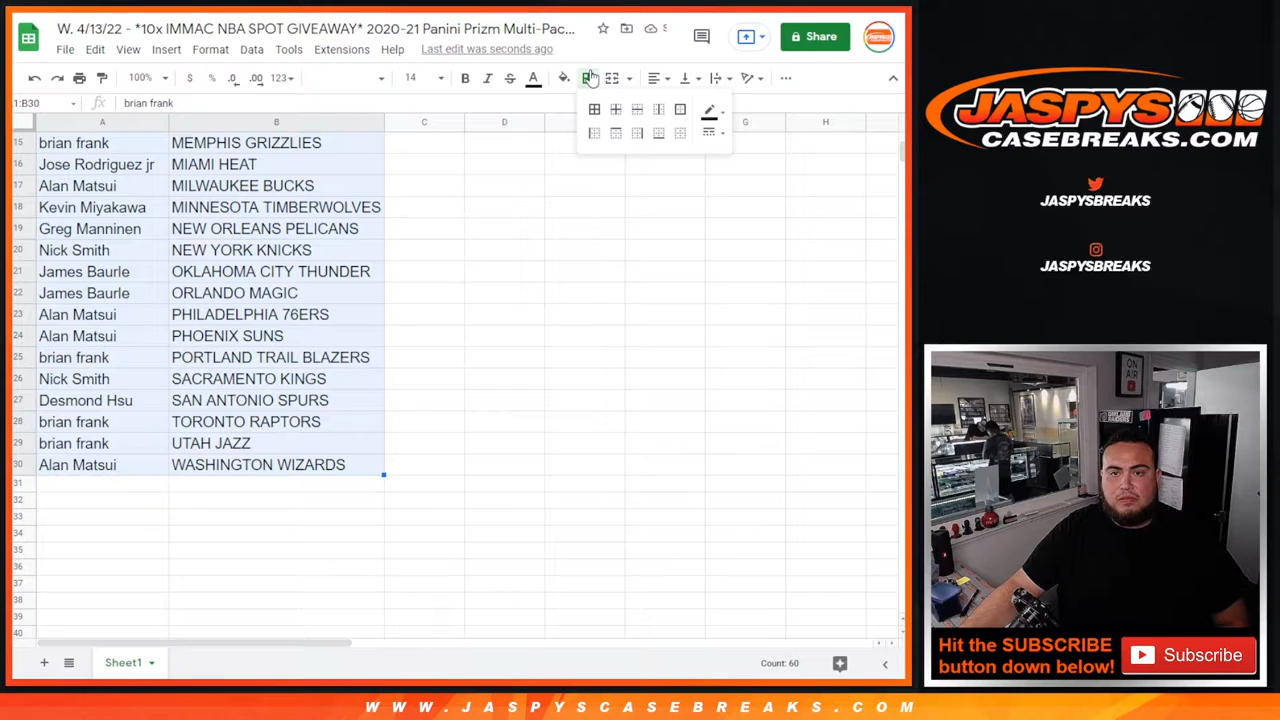 W. 4/13/22 - *10x IMMAC NBA SPOT GIVEAWAY* 2020-21 Panini Prizm Multi-Pac...
File Edit View Insert Format Data Tools Extensions Help Last edit was seconds ago
Share
100% $ % .0 .00 123 14 B I S A
1:B30 fx brian frank
A B C D G H
15 brian frank MEMPHIS GRIZZLIES
16 Jose Rodriguez jr MIAMI HEAT
17 Alan Matsui MILWAUKEE BUCKS
18 Kevin Miyakawa MINNESOTA TIMBERWOLVES
19 Greg Manninen NEW ORLEANS PELICANS
20 Nick Smith NEW YORK KNICKS
21 James Baurle OKLAHOMA CITY THUNDER
22 James Baurle ORLANDO MAGIC
23 Alan Matsui PHILADELPHIA 76ERS
24 Alan Matsui PHOENIX SUNS
25 brian frank PORTLAND TRAIL BLAZERS
26 Nick Smith SACRAMENTO KINGS
27 Desmond Hsu SAN ANTONIO SPURS
28 brian frank TORONTO RAPTORS
29 brian frank UTAH JAZZ
30 Alan Matsui WASHINGTON WIZARDS
31
32
33
34
35
36
37
38
39
40
Sheet1
Count: 60
JASPYS
CASEBREAKS.COM
JASPYSBREAKS
JASPYSBREAKS
ON AIR
Hit the SUBSCRIBE
button down below!
Subscribe
WWW.JASPYSCASEBREAKS.COM